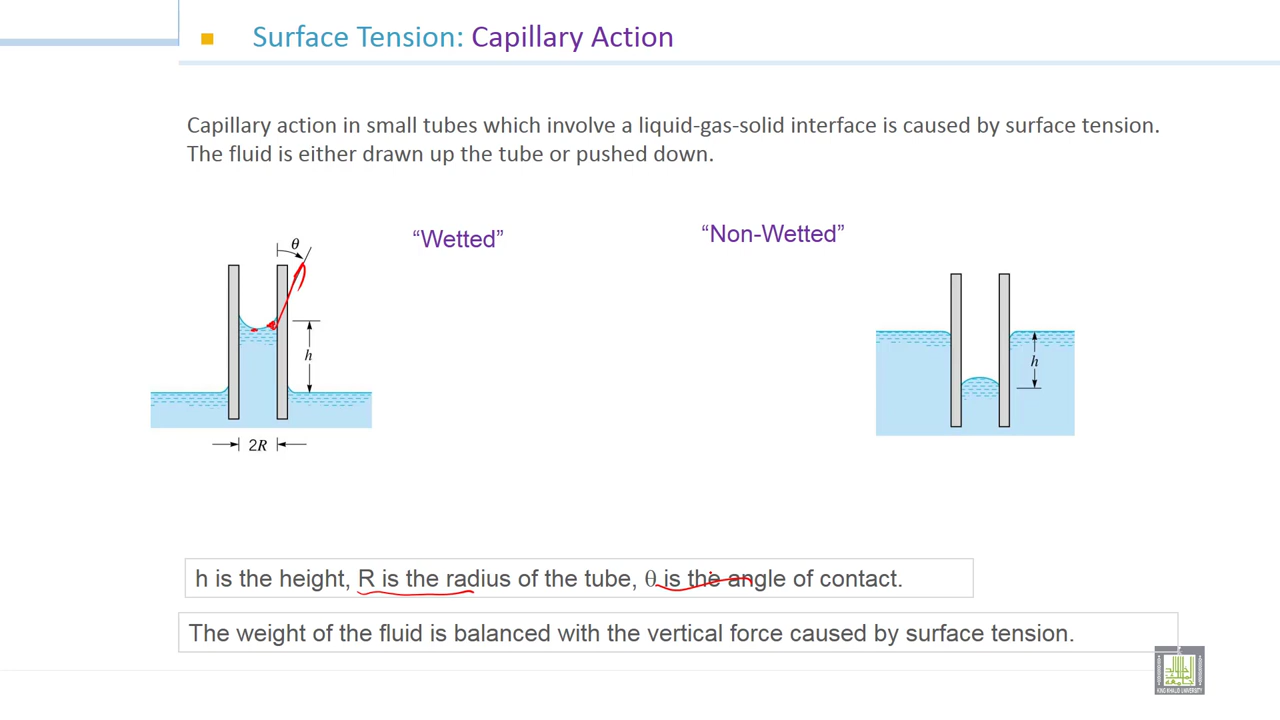 Surface Tension: Capillary Action
Capillary action in small tubes which involve a liquid-gas-solid interface is caused by surface tension.
The fluid is either drawn up the tube or pushed down.
“Wetted”
“Non-Wetted”
θ
h
2R
h
h is the height, R is the radius of the tube, θ is the angle of contact.
The weight of the fluid is balanced with the vertical force caused by surface tension.
KING KHALID UNIVERSITY